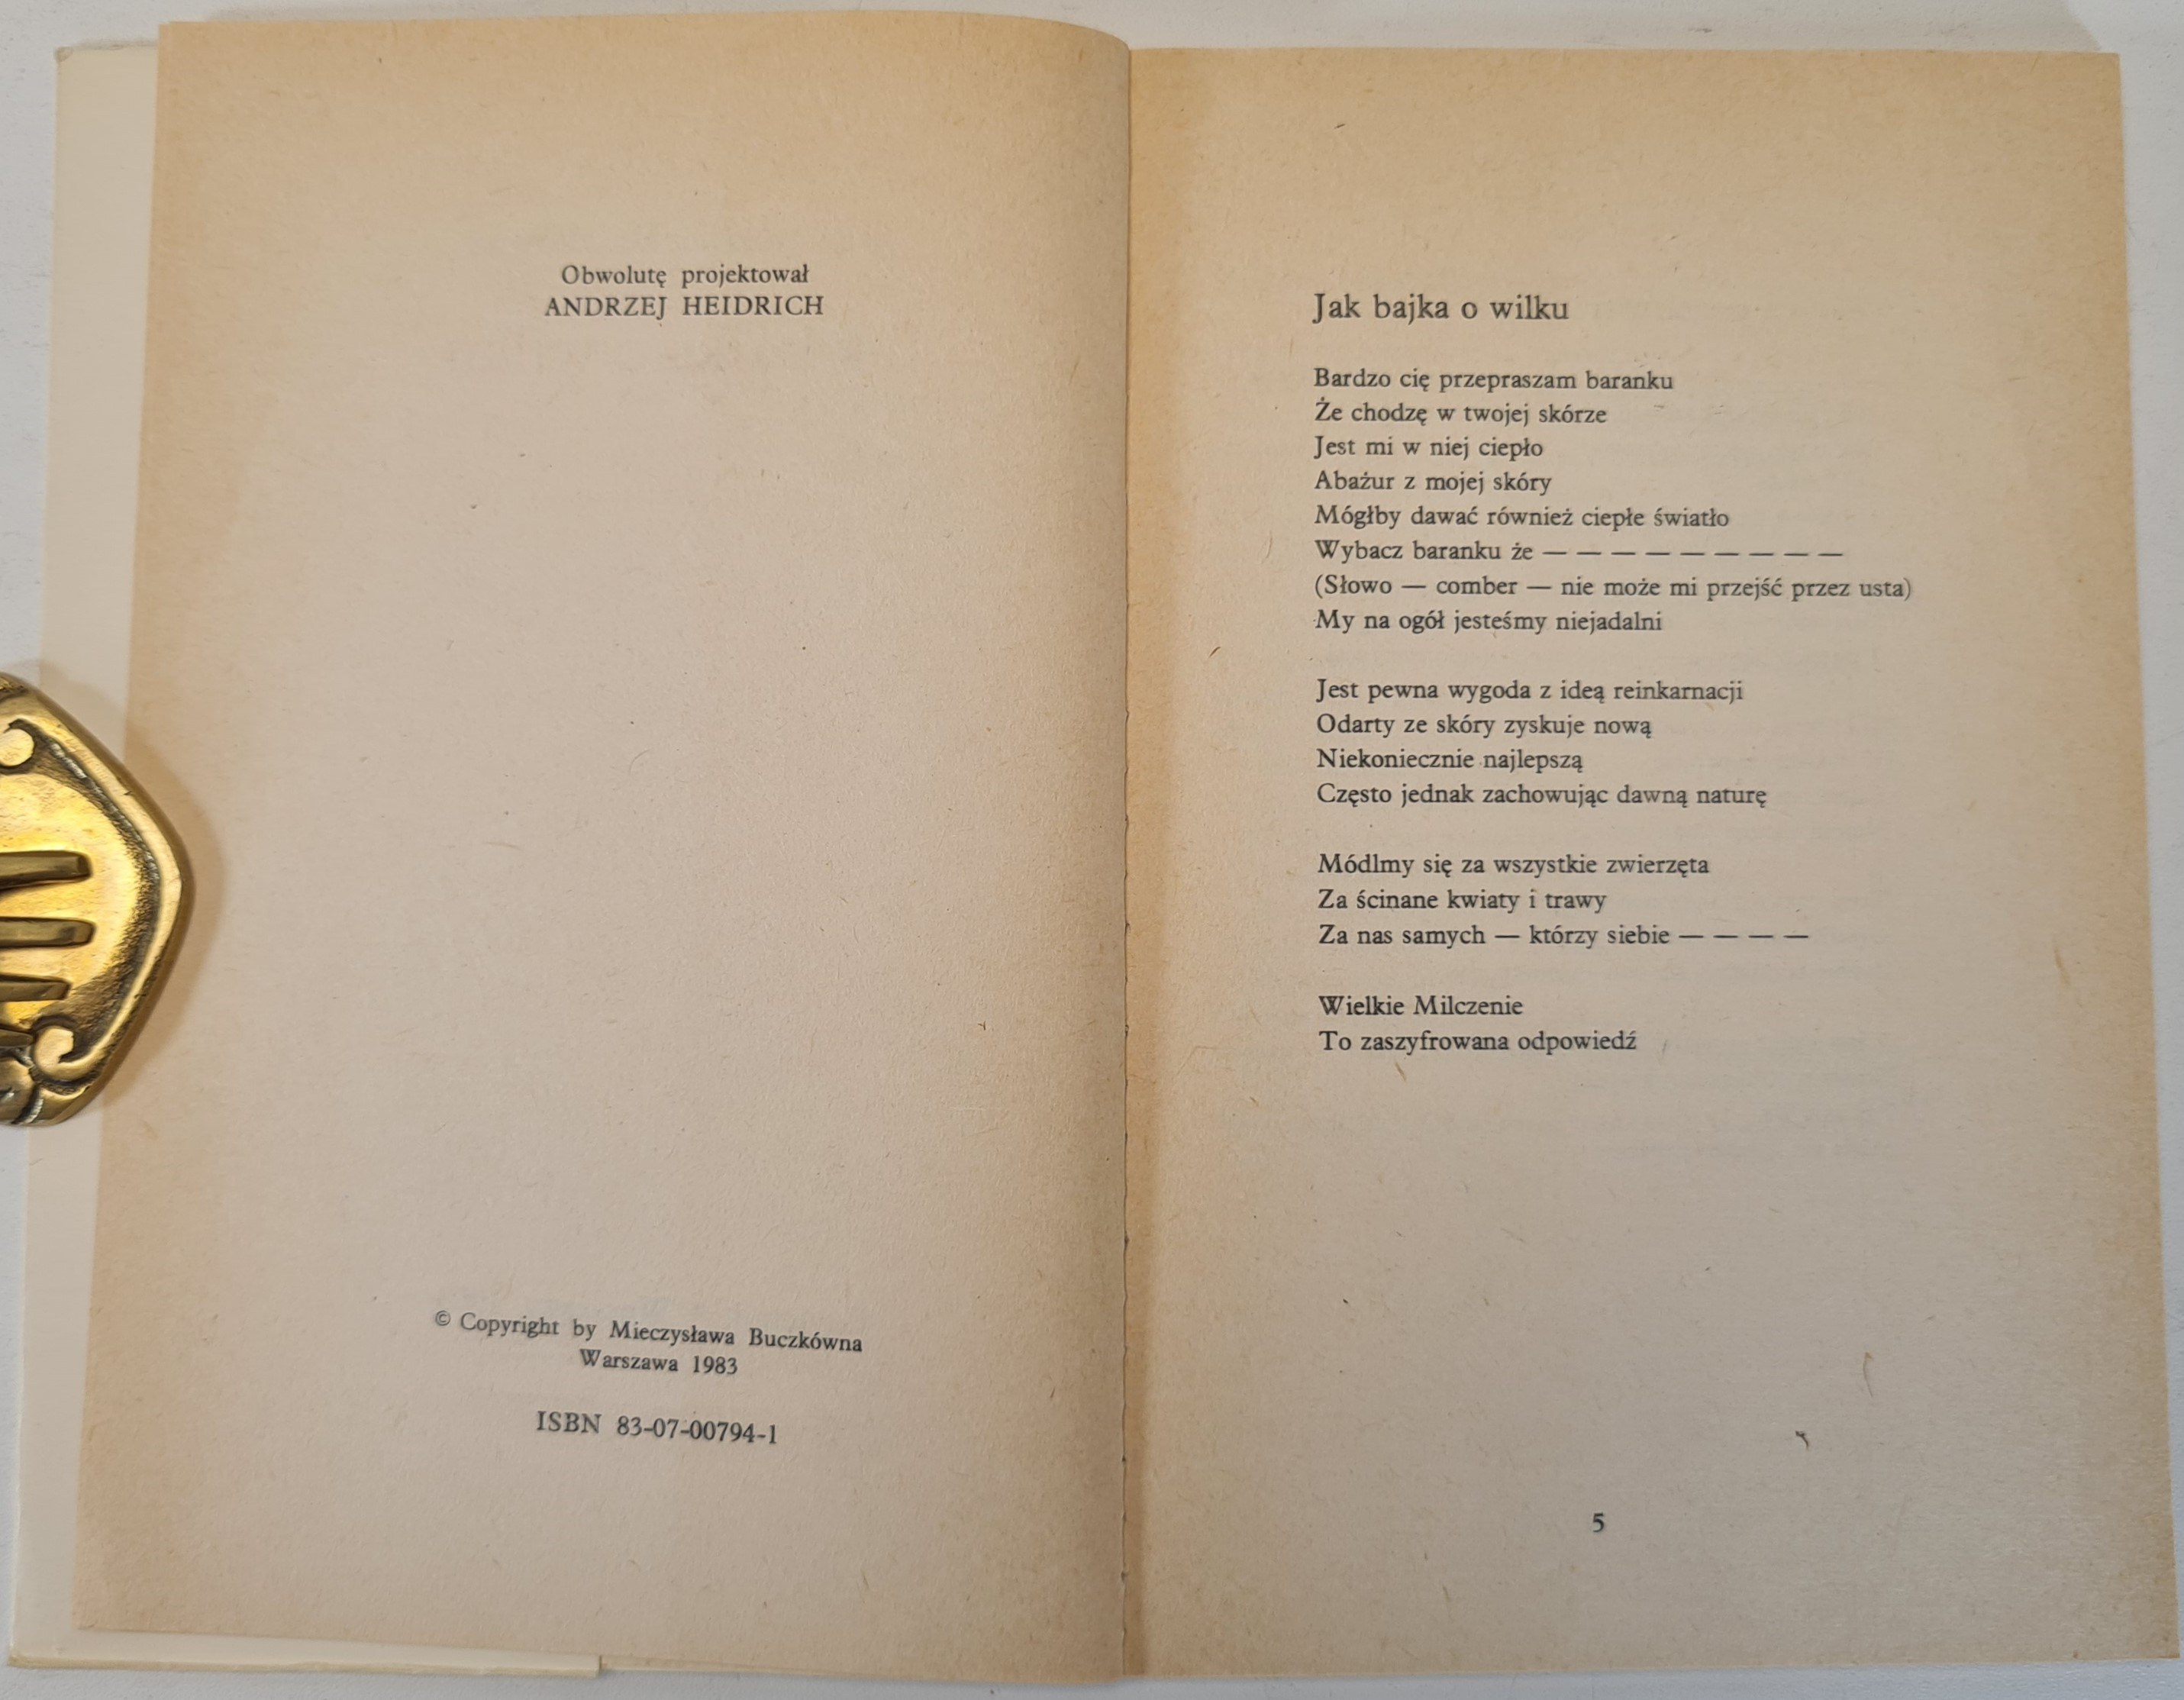 Obwolutę projektował
ANDRZEJ HEIDRICH
© Copyright by Mieczysława Buczkówna
Warszawa 1983
ISBN 83-07-00794-1
Jak bajka o wilku
Bardzo cię przepraszam baranku
Że chodzę w twojej skórze
Jest mi w niej ciepło
Abażur z mojej skóry
Mógłby dawać również ciepłe światło
Wybacz baranku że — — — — — — — — —
(Słowo — comber — nie może mi przejść przez usta)
My na ogół jesteśmy niejadalni
Jest pewna wygoda z ideą reinkarnacji
Odarty ze skóry zyskuje nową
Niekoniecznie najlepszą
Często jednak zachowując dawną naturę
Módlmy się za wszystkie zwierzęta
Za ścinane kwiaty i trawy
Za nas samych — którzy siebie — — — —
Wielkie Milczenie
To zaszyfrowana odpowiedź
5